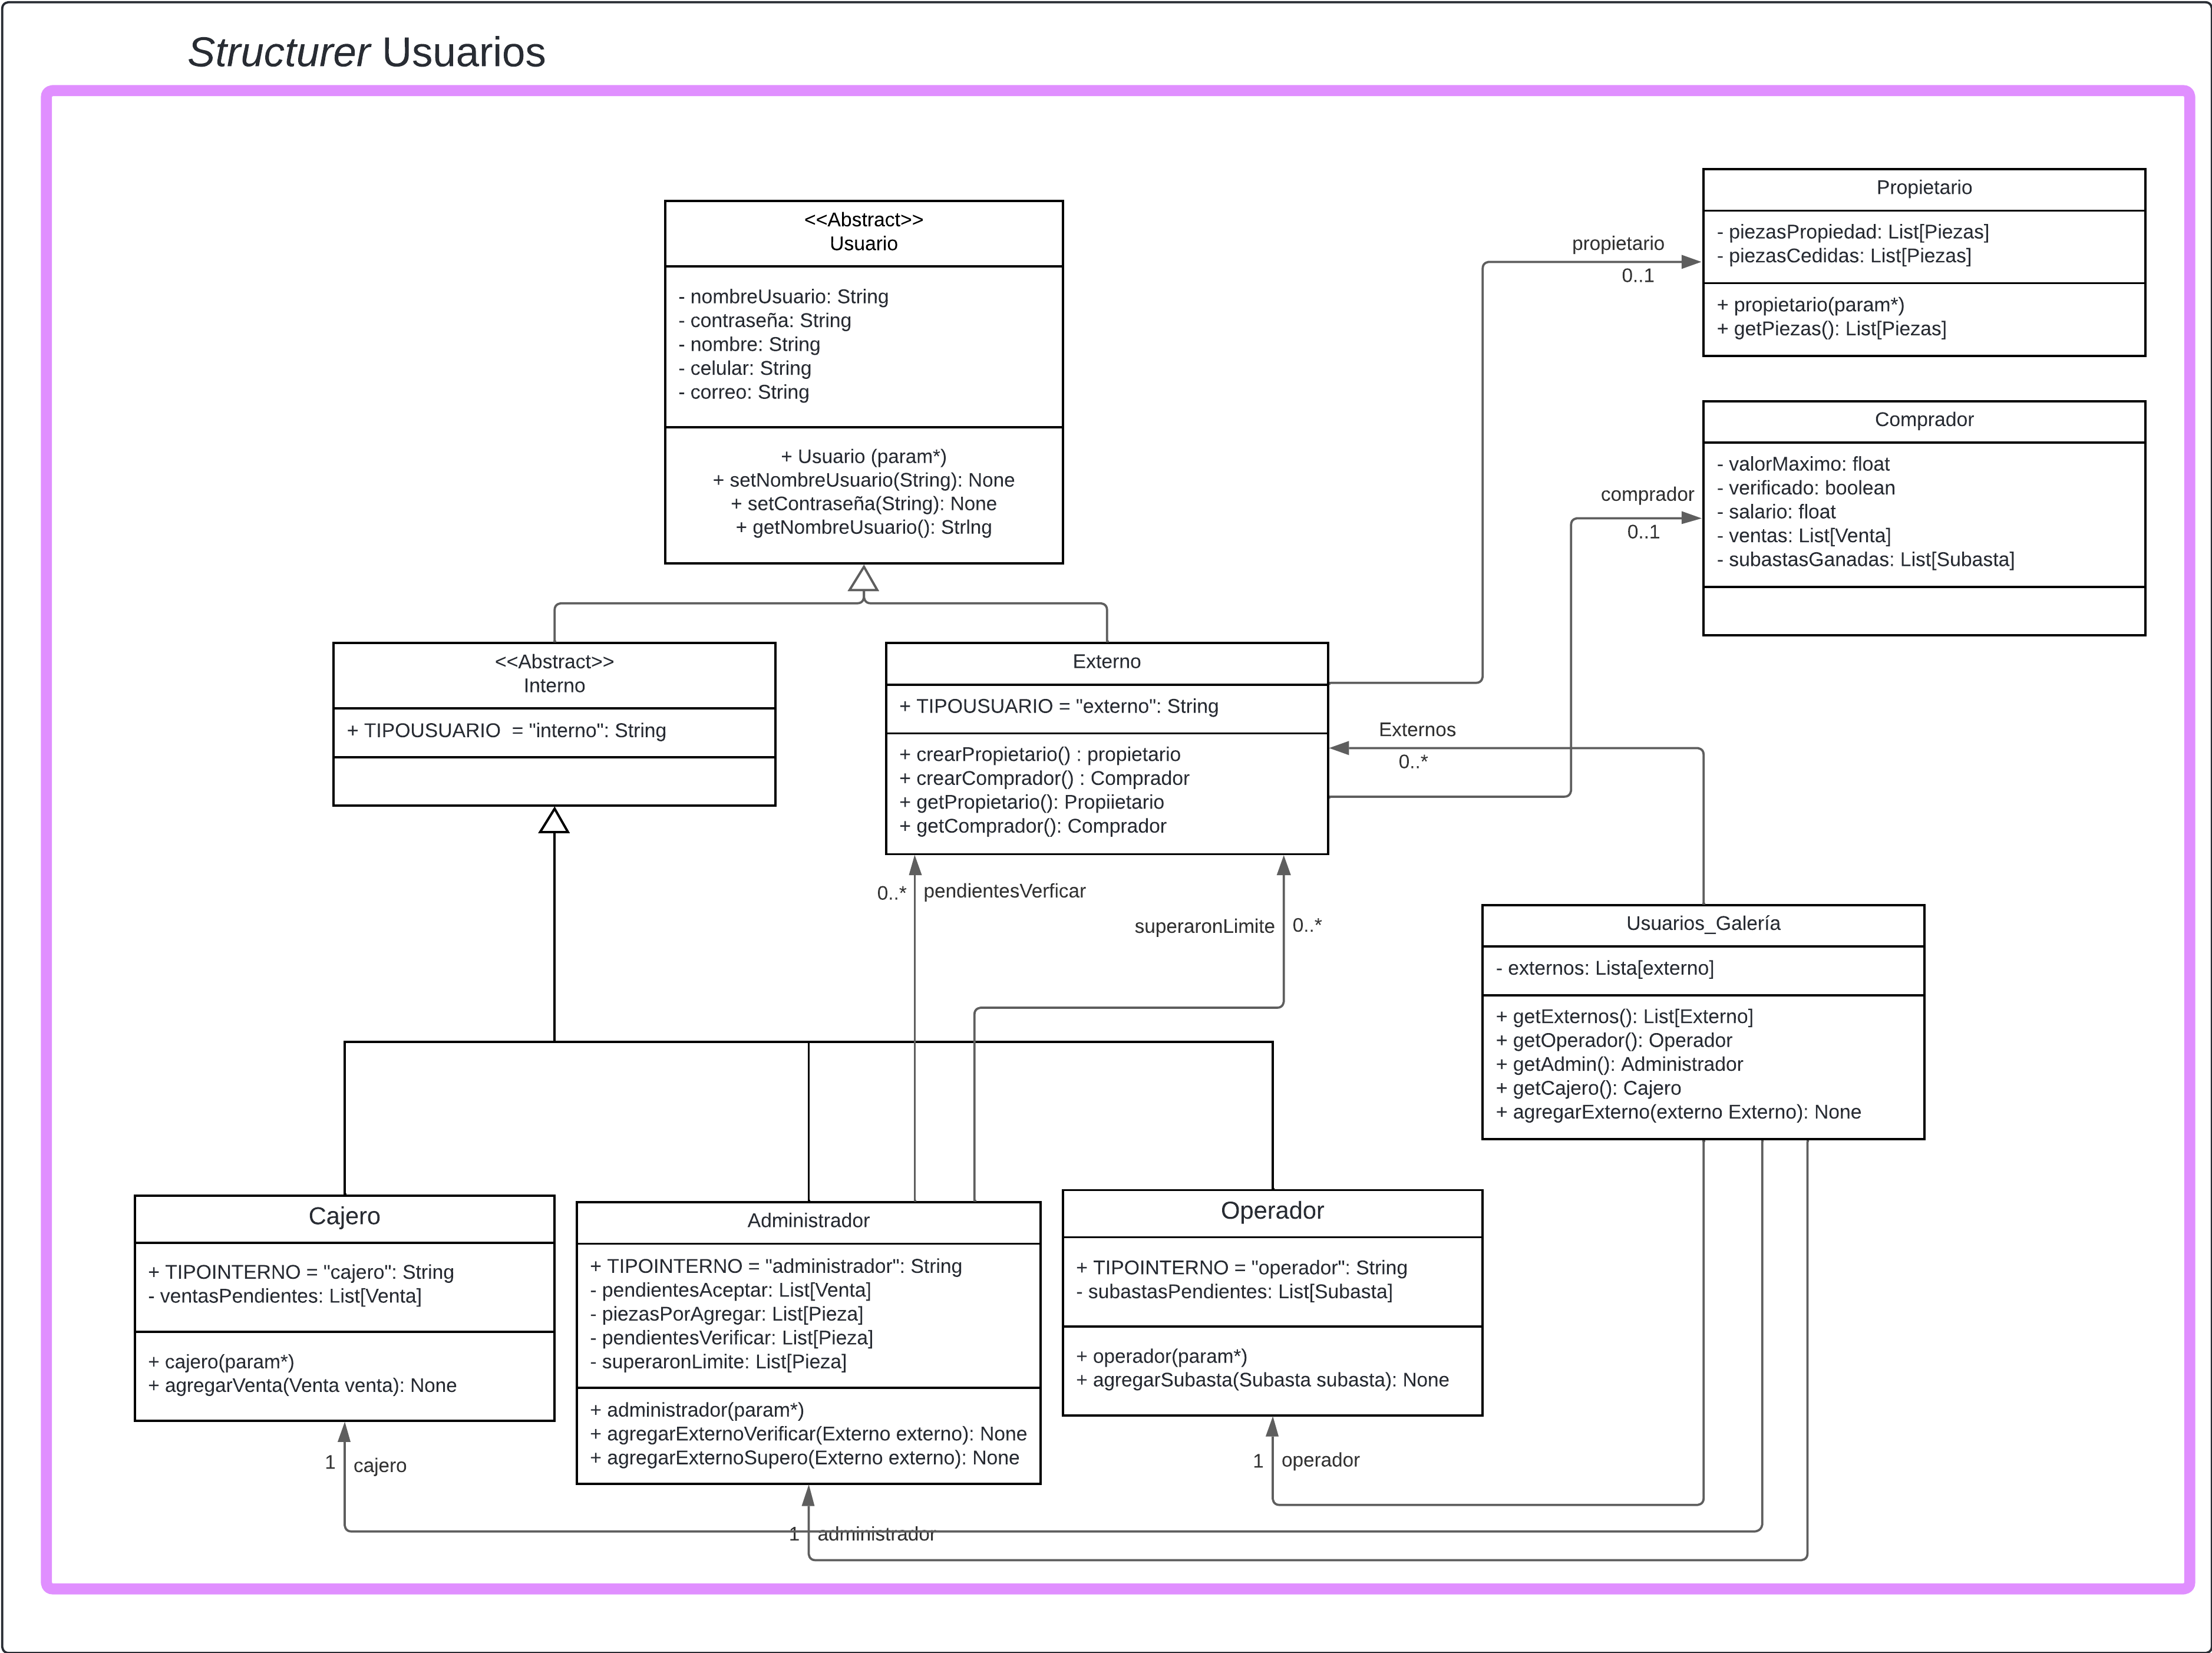 Structurer Usuarios
<<Abstract>>
Usuario
- nombreUsuario: String
- contraseña: String
- nombre: String
- celular: String
- correo: String
+ Usuario (param*)
+ setNombreUsuario(String): None
+ setContraseña(String): None
+ getNombreUsuario(): StrIng
Propietario
- piezasPropiedad: List[Piezas]
- piezasCedidas: List[Piezas]
+ propietario(param*)
+ getPiezas(): List[Piezas]
propietario
0..1
Comprador
- valorMaximo: float
- verificado: boolean
- salario: float
- ventas: List[Venta]
- subastasGanadas: List[Subasta]
comprador
0..1
<<Abstract>>
Interno
+ TIPOUSUARIO  = "interno": String
Externo
+ TIPOUSUARIO = "externo": String
+ crearPropietario() : propietario
+ crearComprador() : Comprador
+ getPropietario(): Propiietario
+ getComprador(): Comprador
Externos
0..*
0..*
pendientesVerficar
superaronLimite
0..*
Usuarios_Galería
- externos: Lista[externo]
+ getExternos(): List[Externo]
+ getOperador(): Operador
+ getAdmin(): Administrador
+ getCajero(): Cajero
+ agregarExterno(externo Externo): None
Cajero
+ TIPOINTERNO = "cajero": String
- ventasPendientes: List[Venta]
+ cajero(param*)
+ agregarVenta(Venta venta): None
Administrador
+ TIPOINTERNO = "administrador": String
- pendientesAceptar: List[Venta]
- piezasPorAgregar: List[Pieza]
- pendientesVerificar: List[Pieza]
- superaronLimite: List[Pieza]
+ administrador(param*)
+ agregarExternoVerificar(Externo externo): None
+ agregarExternoSupero(Externo externo): None
Operador
+ TIPOINTERNO = "operador": String
- subastasPendientes: List[Subasta]
+ operador(param*)
+ agregarSubasta(Subasta subasta): None
1
cajero
1
operador
1
administrador